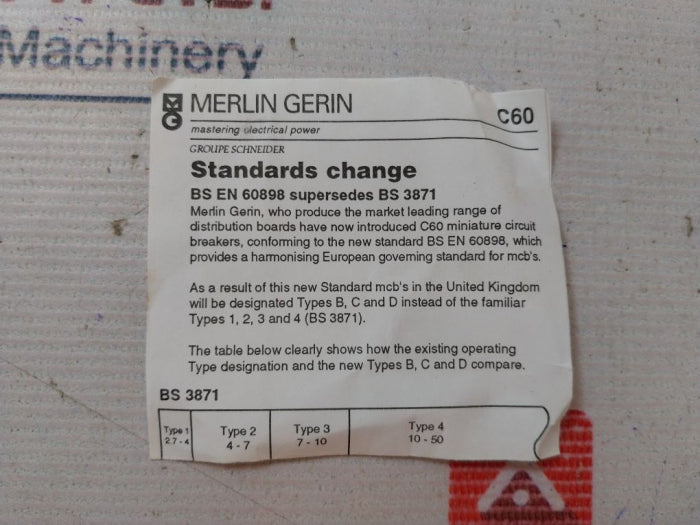 Machinery
MG
MERLIN GERIN
C60
mastering electrical power
GROUPE SCHNEIDER
Standards change
BS EN 60898 supersedes BS 3871
Merlin Gerin, who produce the market leading range of
distribution boards have now introduced C60 miniature circuit
breakers, conforming to the new standard BS EN 60898, which
provides a harmonising European governing standard for mcb's.
As a result of this new Standard mcb's in the United Kingdom
will be designated Types B, C and D instead of the familiar
Types 1, 2, 3 and 4 (BS 3871).
The table below clearly shows how the existing operating
Type designation and the new Types B, C and D compare.
BS 3871
Type 1 Type 2 Type 3 Type 4
2.7 - 4 4 - 7 7 - 10 10 - 50